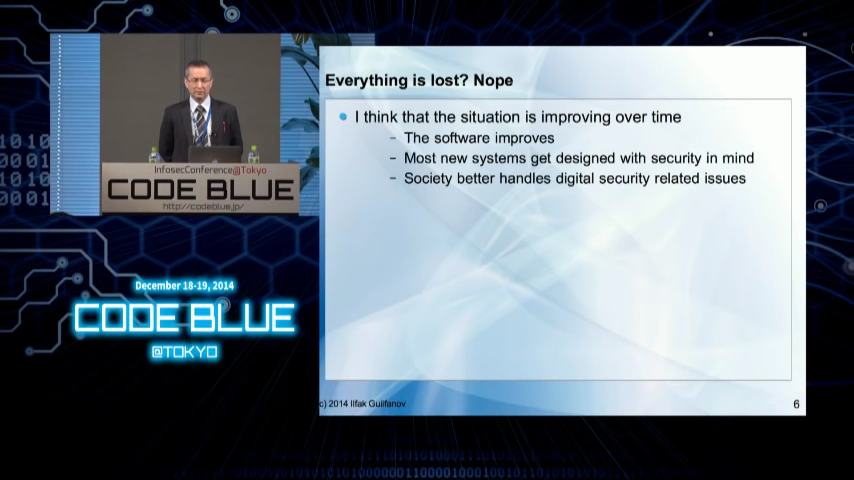 InfosecConference@Tokyo
CODE BLUE
http://codeblue.jp/
December 18-19, 2014
CODE BLUE
@TOKYO
Everything is lost? Nope
I think that the situation is improving over time
– The software improves
– Most new systems get designed with security in mind
– Society better handles digital security related issues
c) 2014 Ilfak Guilfanov
6